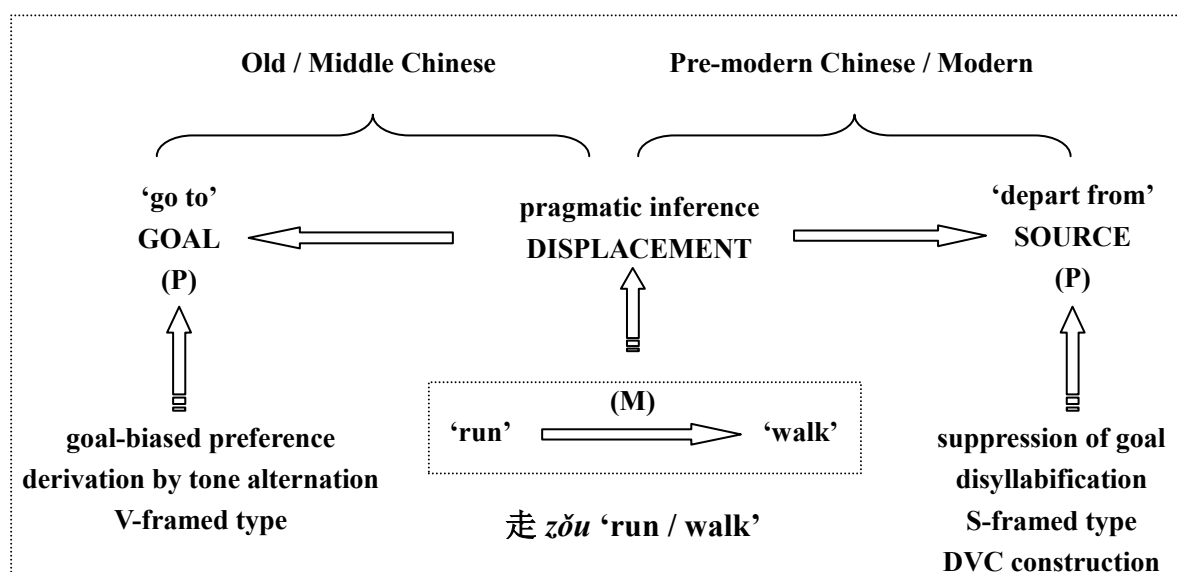 Old / Middle Chinese
Pre-modern Chinese / Modern
‘go to’
GOAL
(P)
pragmatic inference
DISPLACEMENT
‘depart from’
SOURCE
(P)
(M)
‘run’
‘walk’
goal-biased preference
derivation by tone alternation
V-framed type
走 zǒu ‘run / walk’
suppression of goal
disyllabification
S-framed type
DVC construction